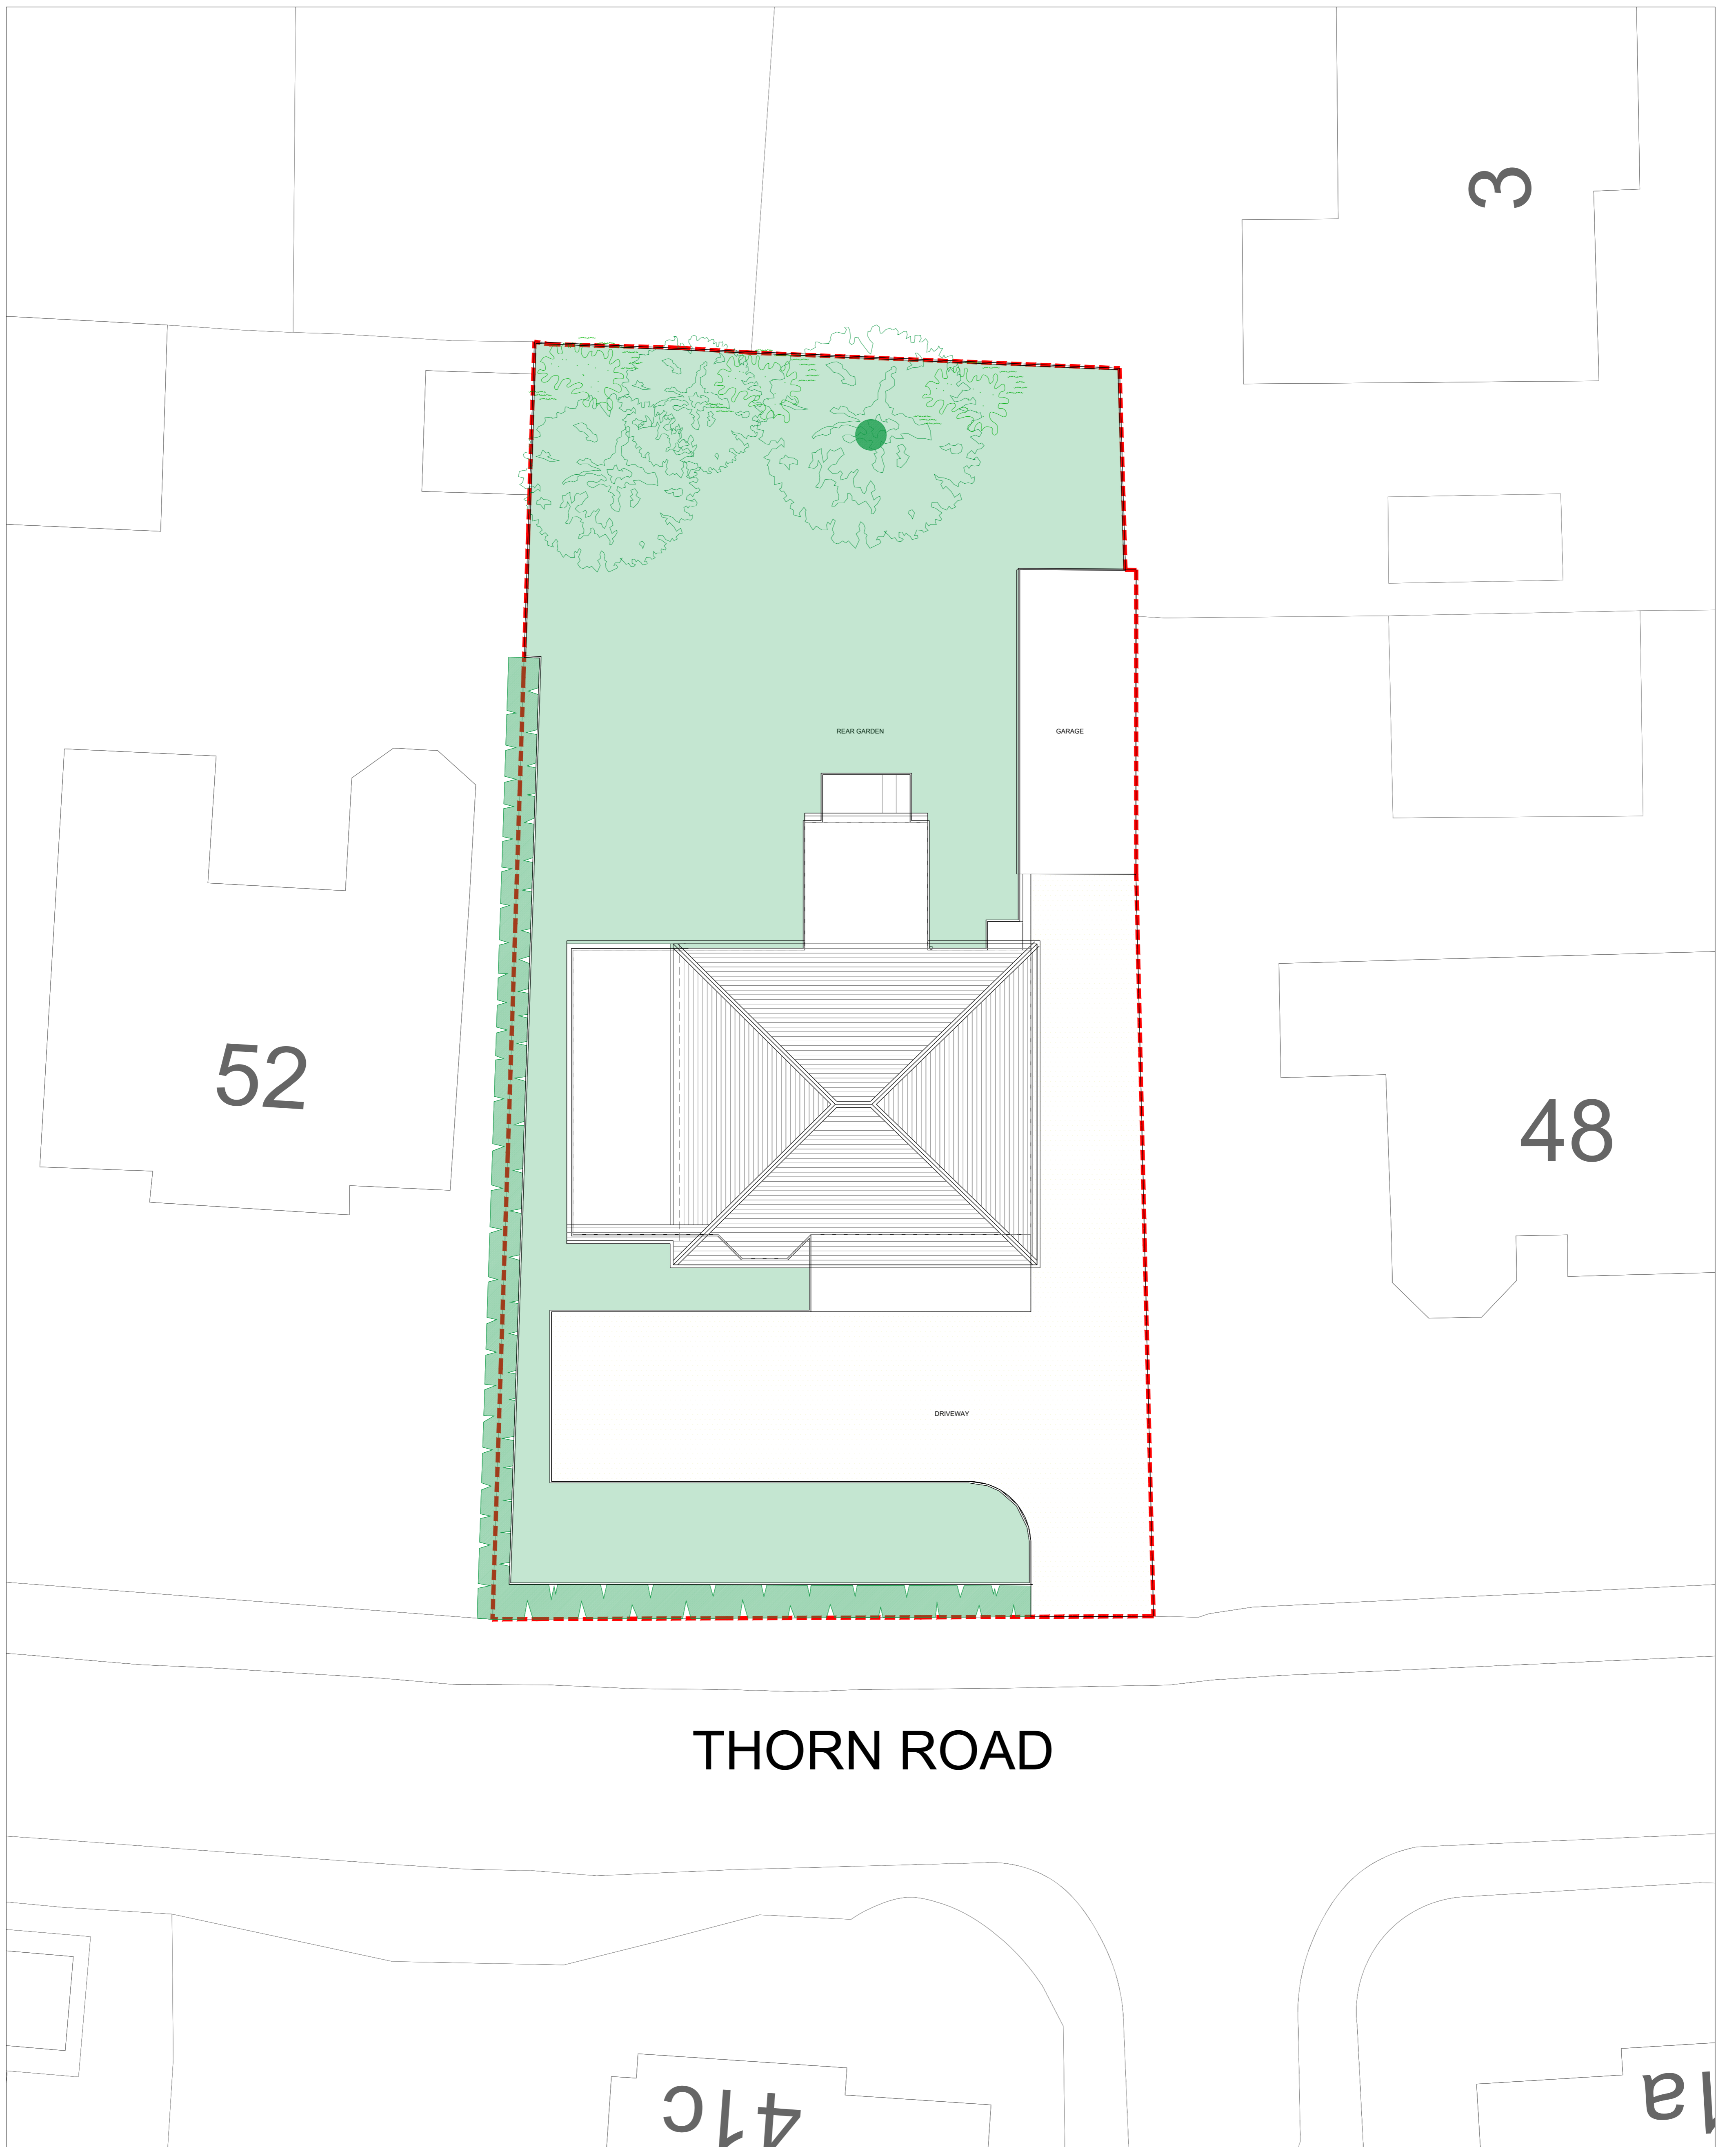 3
REAR GARDEN
GARAGE
52
48
DRIVEWAY
THORN ROAD
41c
1a